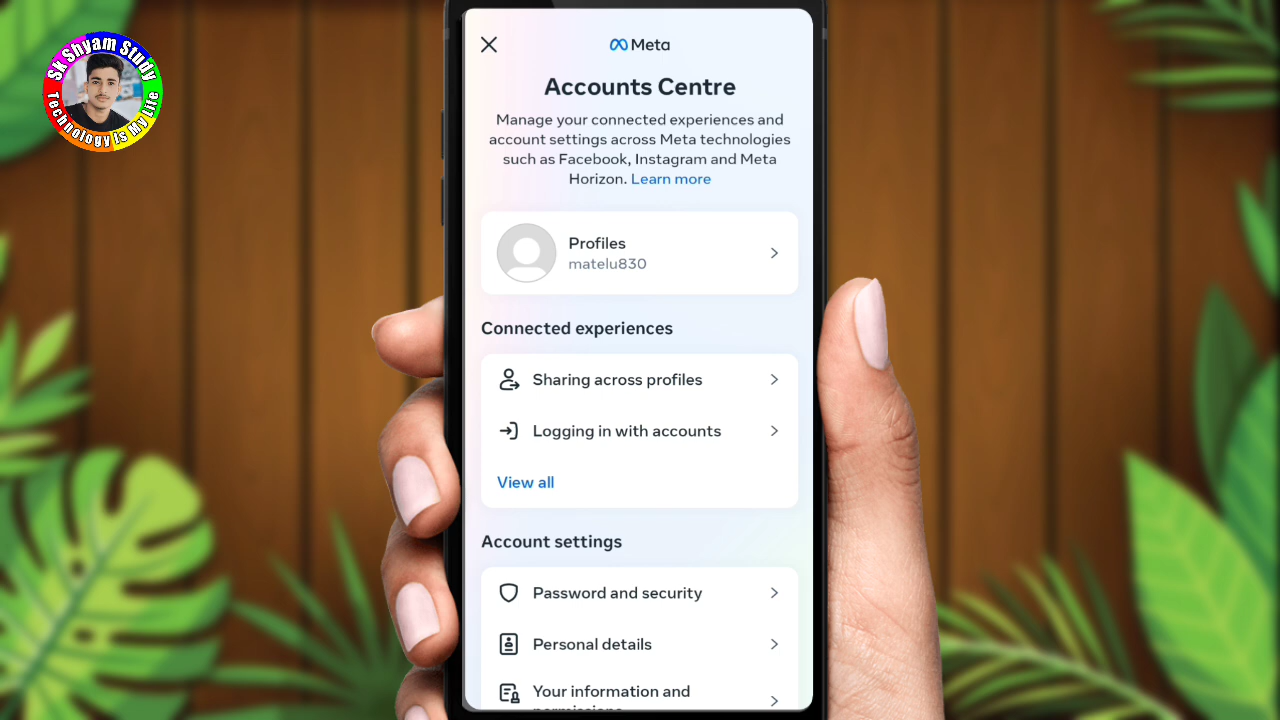 Sk Shyam Study
Technology is My Life
Meta
Accounts Centre
Manage your connected experiences and
account settings across Meta technologies
such as Facebook, Instagram and Meta
Horizon. Learn more
Profiles
matelu830
Connected experiences
Sharing across profiles
Logging in with accounts
View all
Account settings
Password and security
Personal details
Your information and
permissions